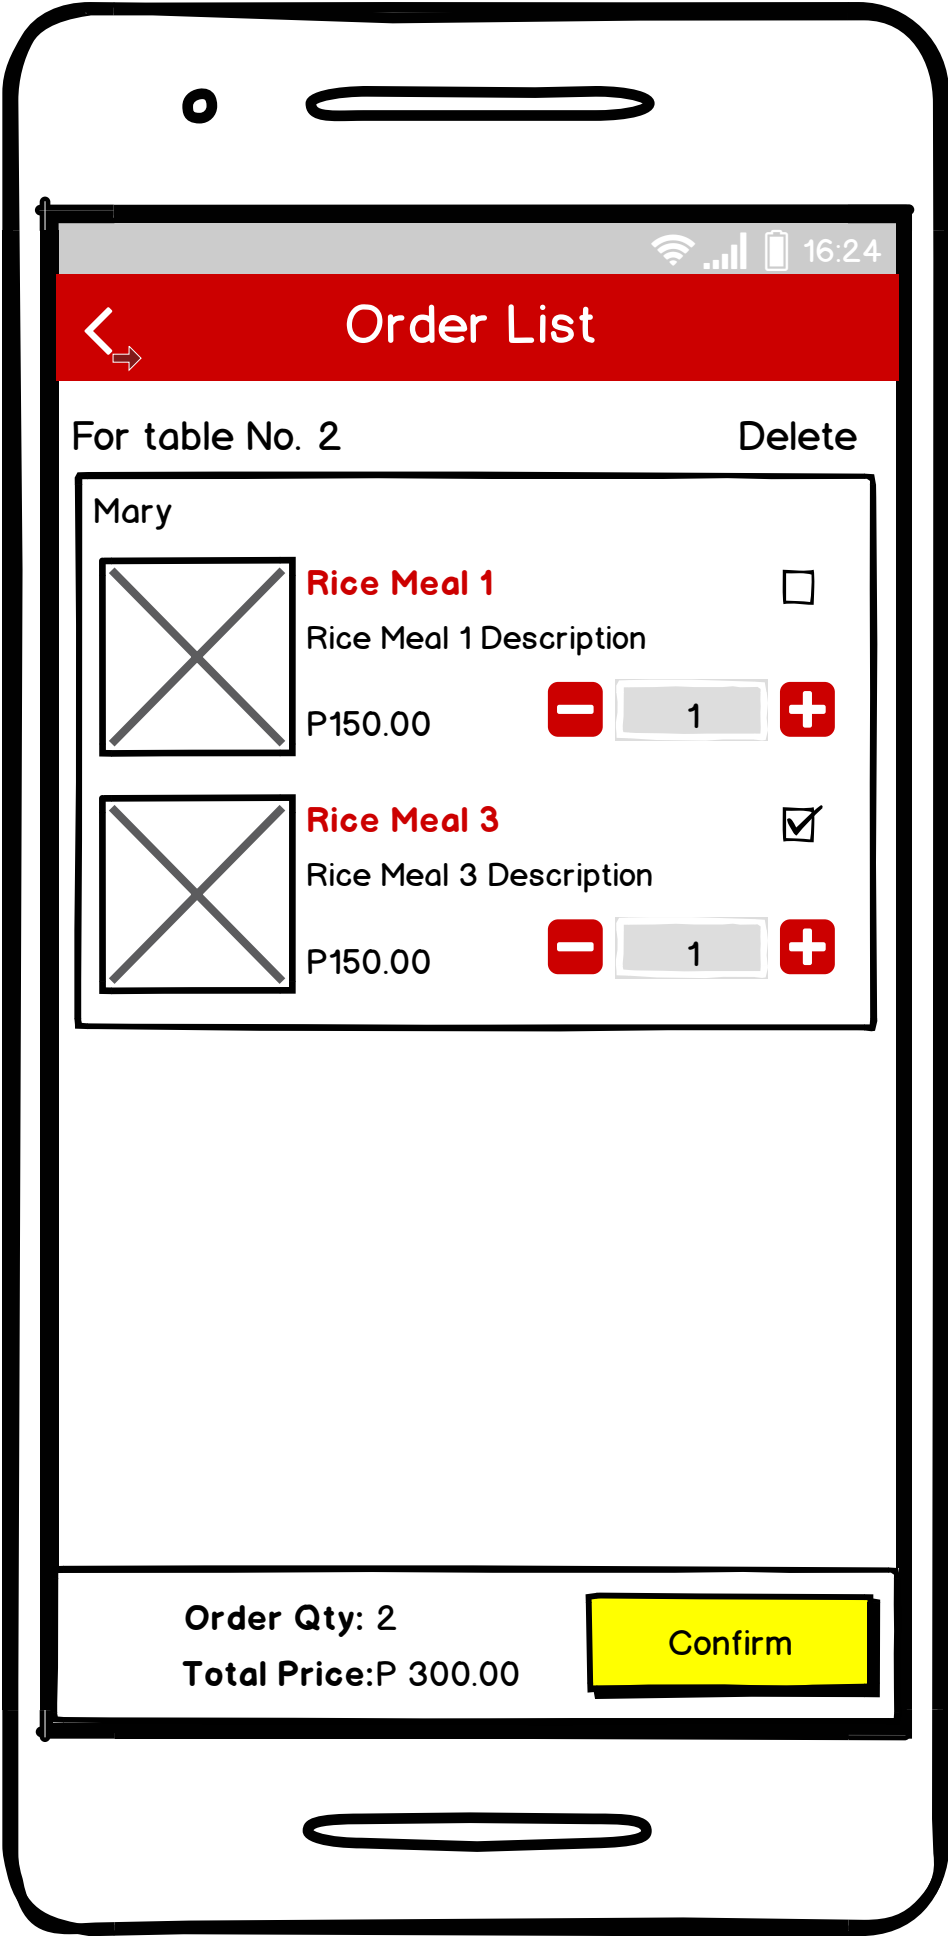 16:24
Order List
For table No. 2 Delete
Mary
Rice Meal 1
Rice Meal 1 Description
P150.00 1
Rice Meal 3
Rice Meal 3 Description
P150.00 1
Order Qty: 2
Total Price:P 300.00
Confirm